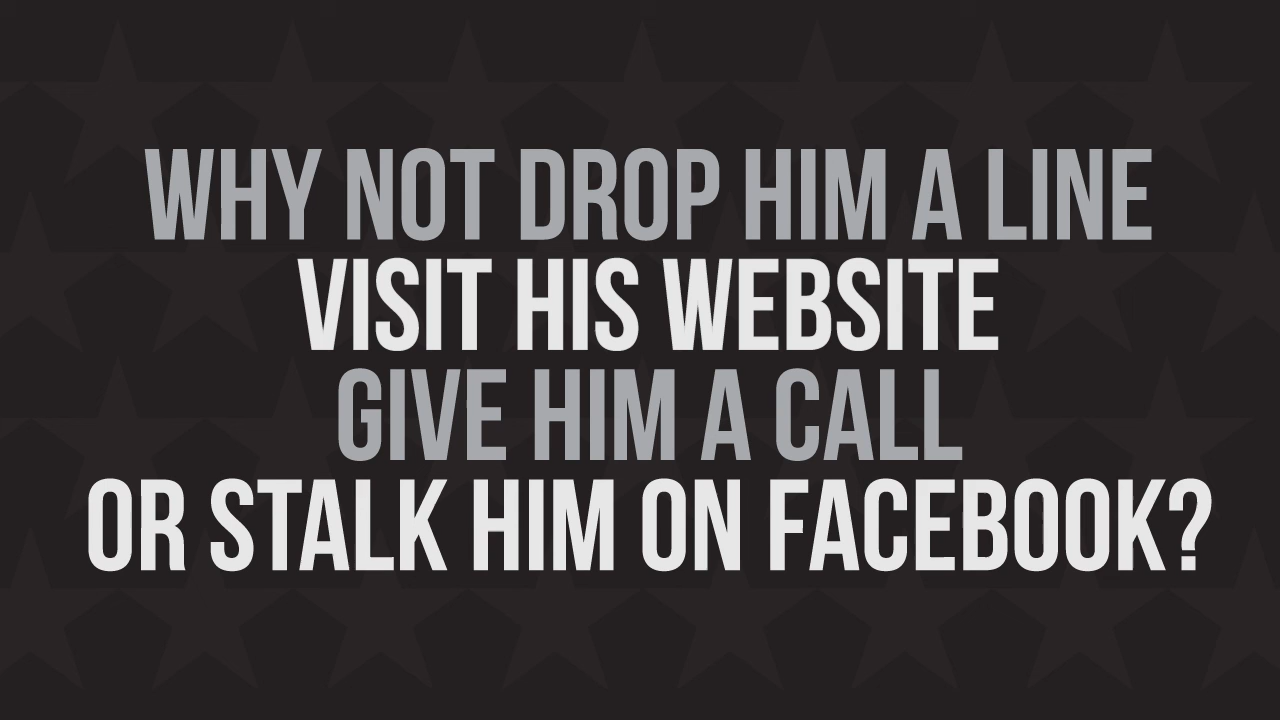 WHY NOT DROP HIM A LINE
VISIT HIS WEBSITE
GIVE HIM A CALL
OR STALK HIM ON FACEBOOK?